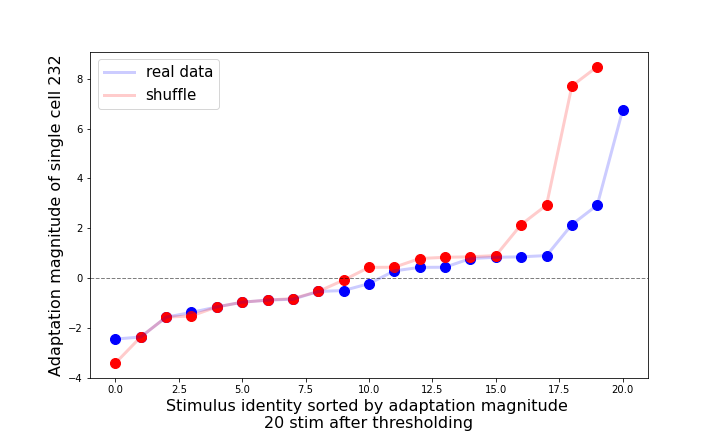 real data
shuffle
Adaptation magnitude of single cell 232
8
6
4
2
0
−2
−4
0.0 2.5 5.0 7.5 10.0 12.5 15.0 17.5 20.0
Stimulus identity sorted by adaptation magnitude
20 stim after thresholding